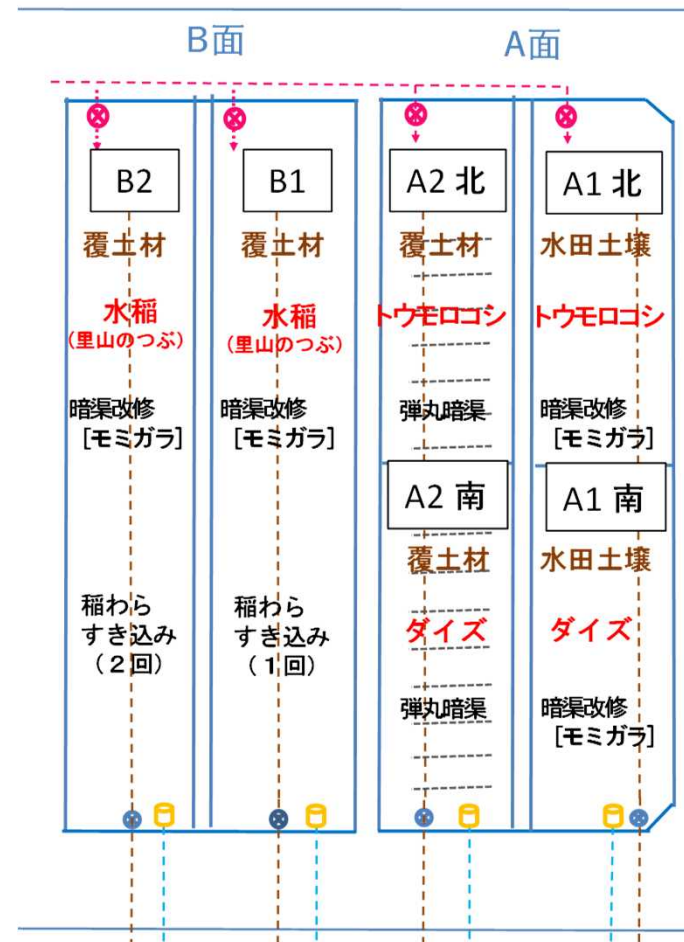 B面
A面
B2
覆土材
水稲
(里山のつぶ)
暗渠改修
[モミガラ]
稲わら
すき込み
(2回)
B1
覆土材
水稲
(里山のつぶ)
暗渠改修
[モミガラ]
稲わら
すき込み
(1回)
A2 北
覆土材
トウモロコシ
弾丸暗渠
A2 南
覆土材
ダイズ
弾丸暗渠
A1 北
水田土壌
トウモロコシ
暗渠改修
[モミガラ]
A1 南
水田土壌
ダイズ
暗渠改修
[モミガラ]